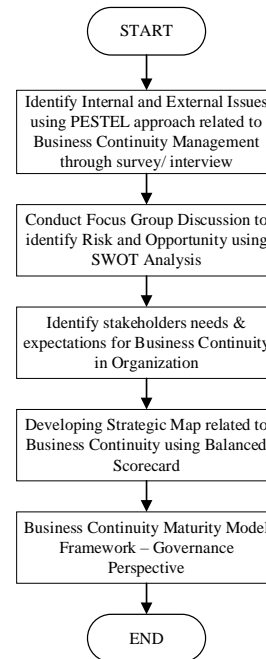 START
Identify Internal and External Issues
using PESTEL approach related to
Business Continuity Management
through survey/ interview
Conduct Focus Group Discussion to
identify Risk and Opportunity using
SWOT Analysis
Identify stakeholders needs &
expectations for Business Continuity
in Organization
Developing Strategic Map related to
Business Continuity using Balanced
Scorecard
Business Continuity Maturity Model
Framework – Governance
Perspective
END